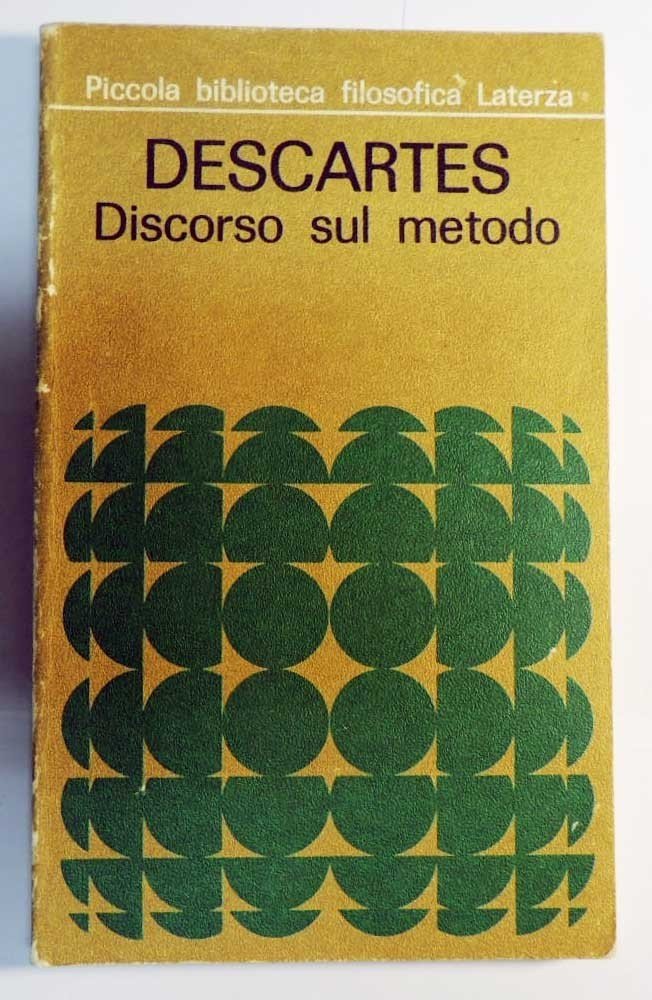 Piccola biblioteca filosofica Laterza
DESCARTES
Discorso sul metodo